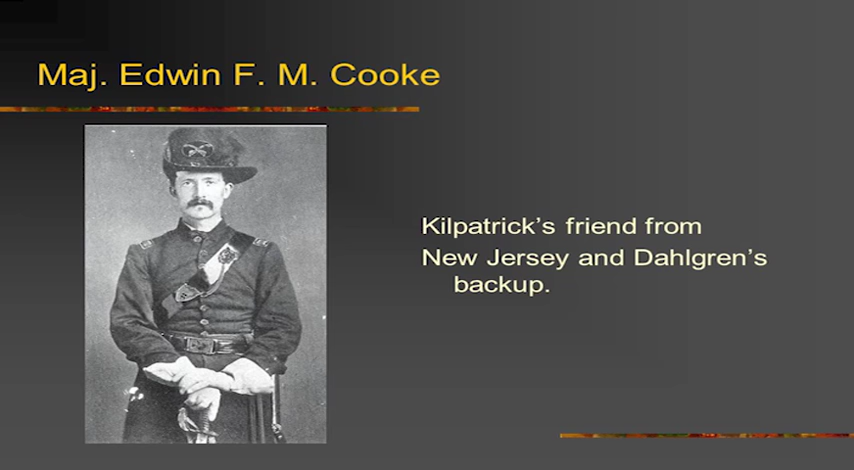 Maj. Edwin F. M. Cooke
Kilpatrick’s friend from
New Jersey and Dahlgren’s
backup.